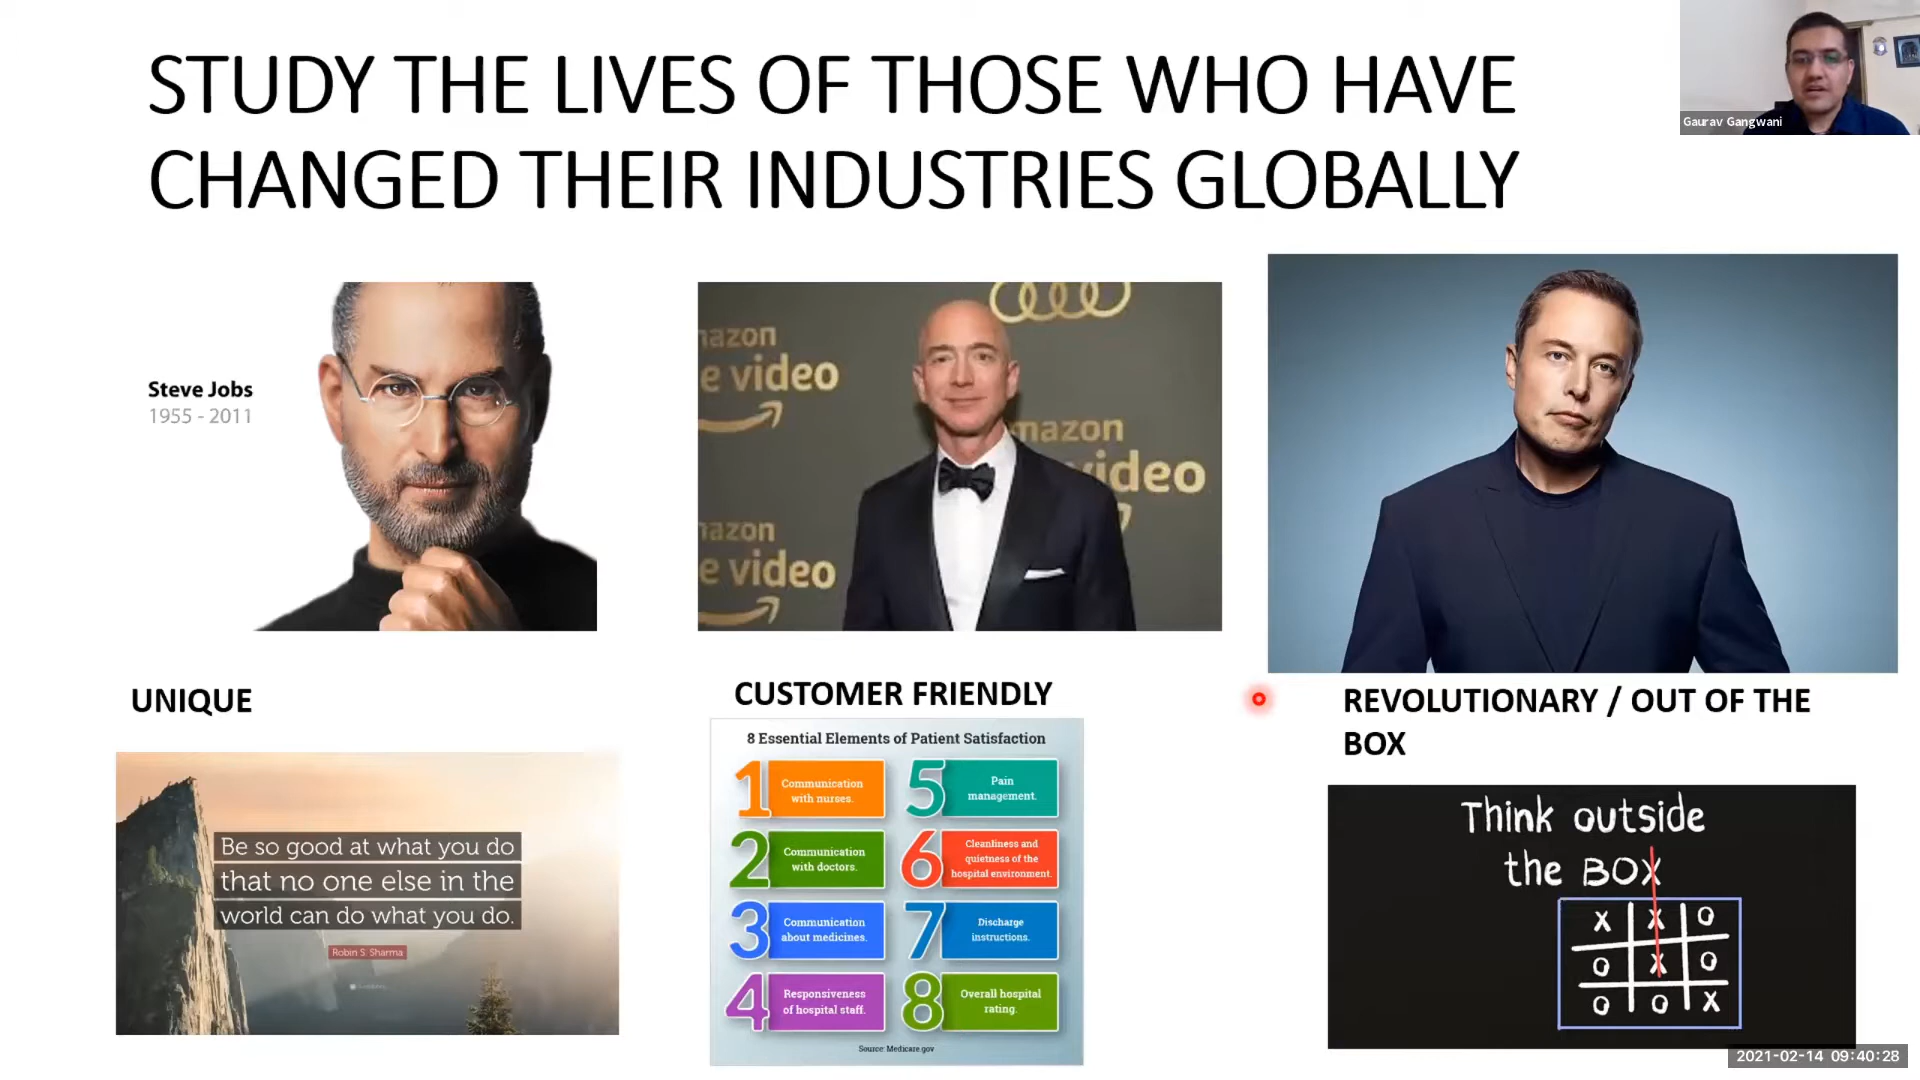 STUDY THE LIVES OF THOSE WHO HAVE
CHANGED THEIR INDUSTRIES GLOBALLY
Gaurav Gangwani
Steve Jobs
1955 - 2011
mazon
e video
mazon
video
nazon
e video
UNIQUE
Be so good at what you do
that no one else in the
world can do what you do.
Robin S. Sharma
CUSTOMER FRIENDLY
8 Essential Elements of Patient Satisfaction
1 Communication
with nurses.
2 Communication
with doctors.
3 Communication
about medicines.
4 Responsiveness
of hospital staff.
5 Pain
management.
6 Cleanliness and
quietness of the
hospital environment.
7 Discharge
instructions.
8 Overall hospital
rating.
Source: Medicare.gov
REVOLUTIONARY / OUT OF THE
BOX
Think outside
the BOX
X X O
O X O
O O X
2021-02-14 09:40:28